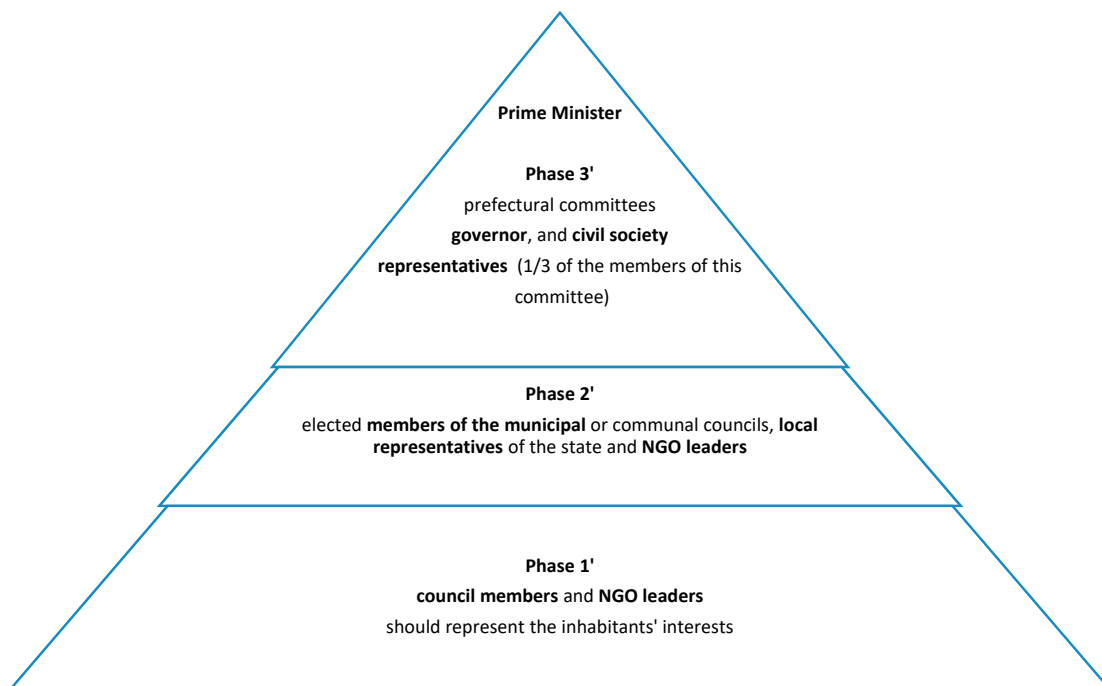 Prime Minister
Phase 3'
prefectural committees
governor, and civil society
representatives (1/3 of the members of this
committee)
Phase 2'
elected members of the municipal or communal councils, local
representatives of the state and NGO leaders
Phase 1'
council members and NGO leaders
should represent the inhabitants' interests